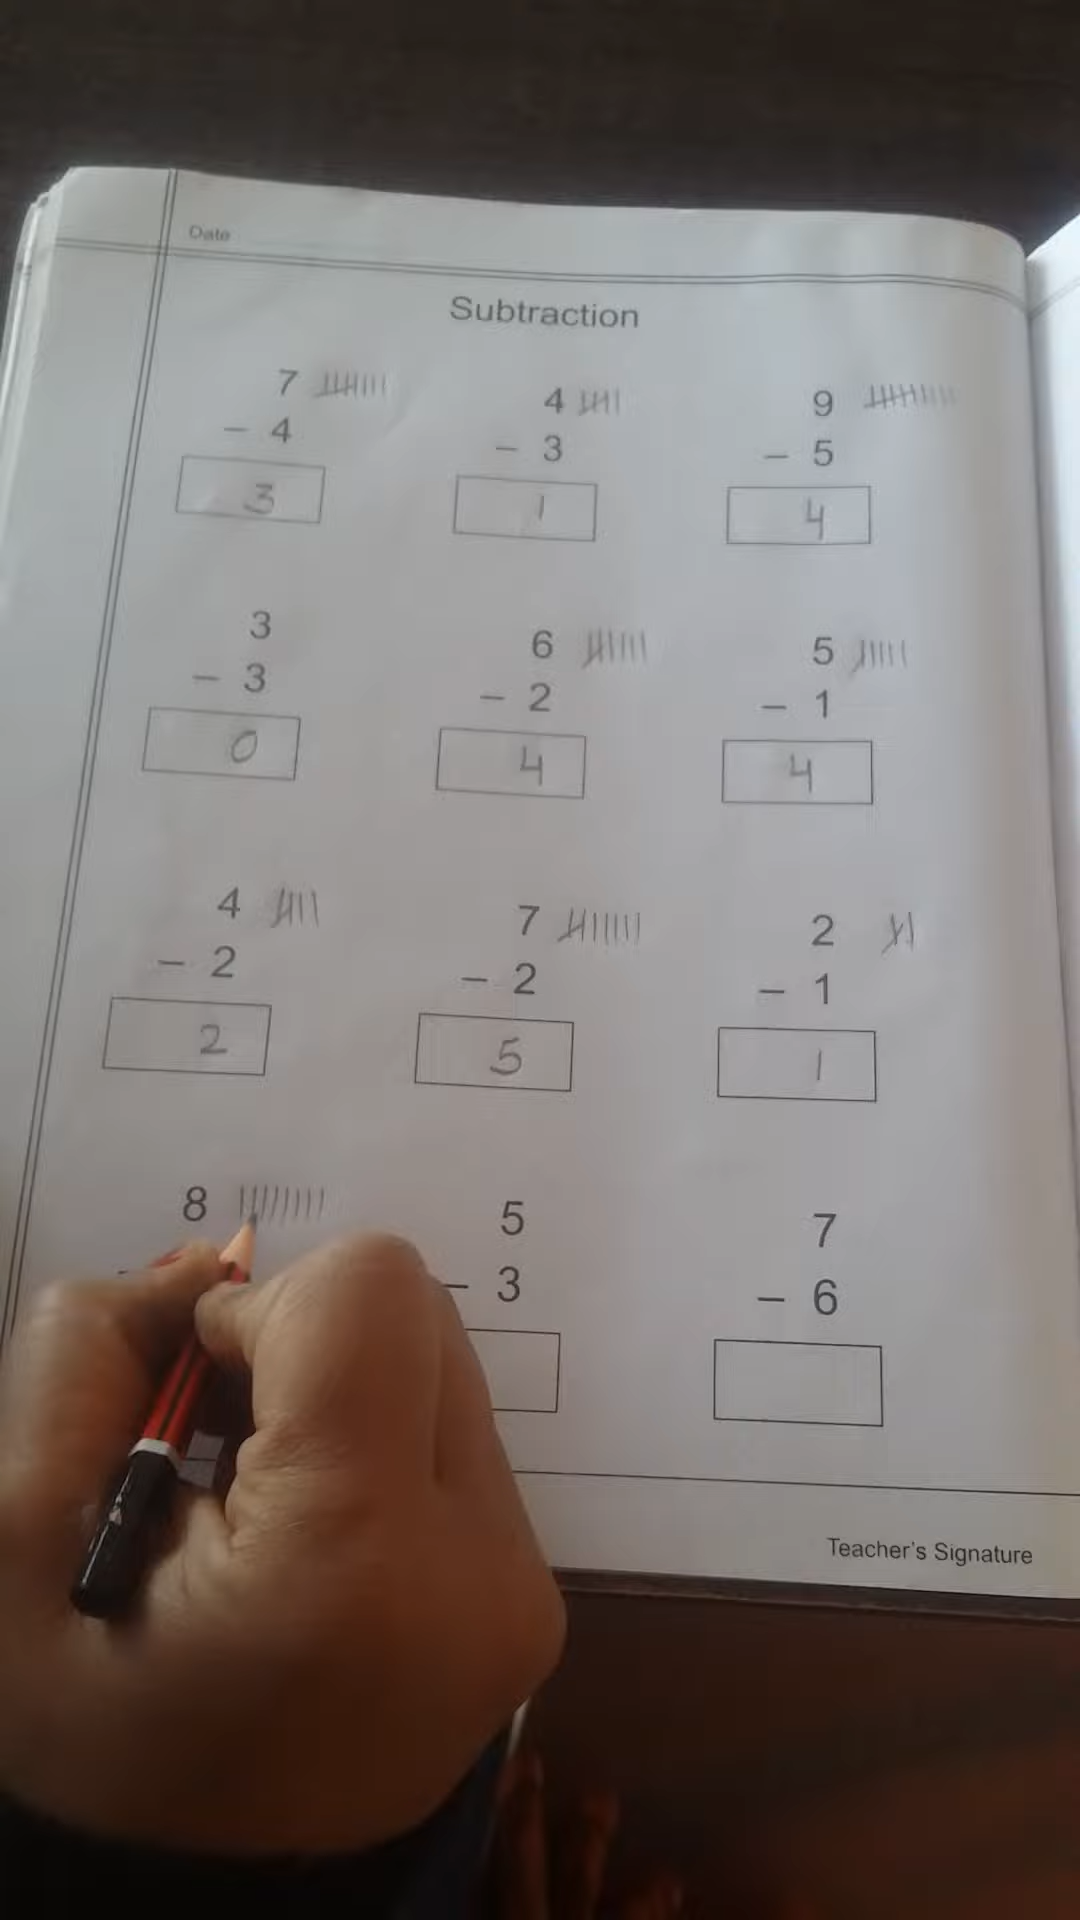 Date
Subtraction
7 4 9
- 4 - 3 - 5
3 1 4
3 6 5
- 3 - 2 - 1
0 4 4
4 7 2
- 2 - 2 - 1
2 5 1
8 5 7
- 3 - 6
Teacher's Signature